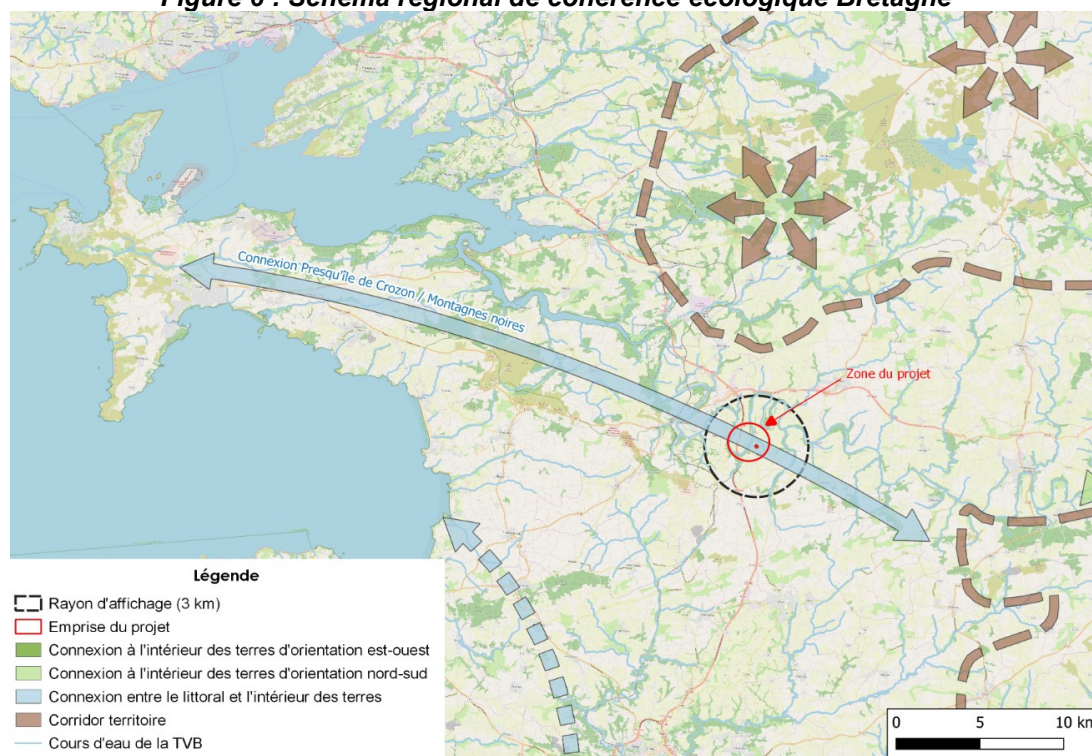 Figure 6 : Schéma régional de cohérence écologique Bretagne
Connexion Presqu'île de Crozon / Montagnes noires
Zone du projet
Légende
Rayon d'affichage (3 km)
Emprise du projet
Connexion à l'intérieur des terres d'orientation est-ouest
Connexion à l'intérieur des terres d'orientation nord-sud
Connexion entre le littoral et l'intérieur des terres
Corridor territoire
Cours d'eau de la TVB
0 5 10 km